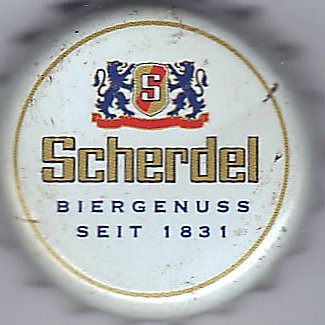 S
Scherdel
BIERGENUSS
SEIT 1831